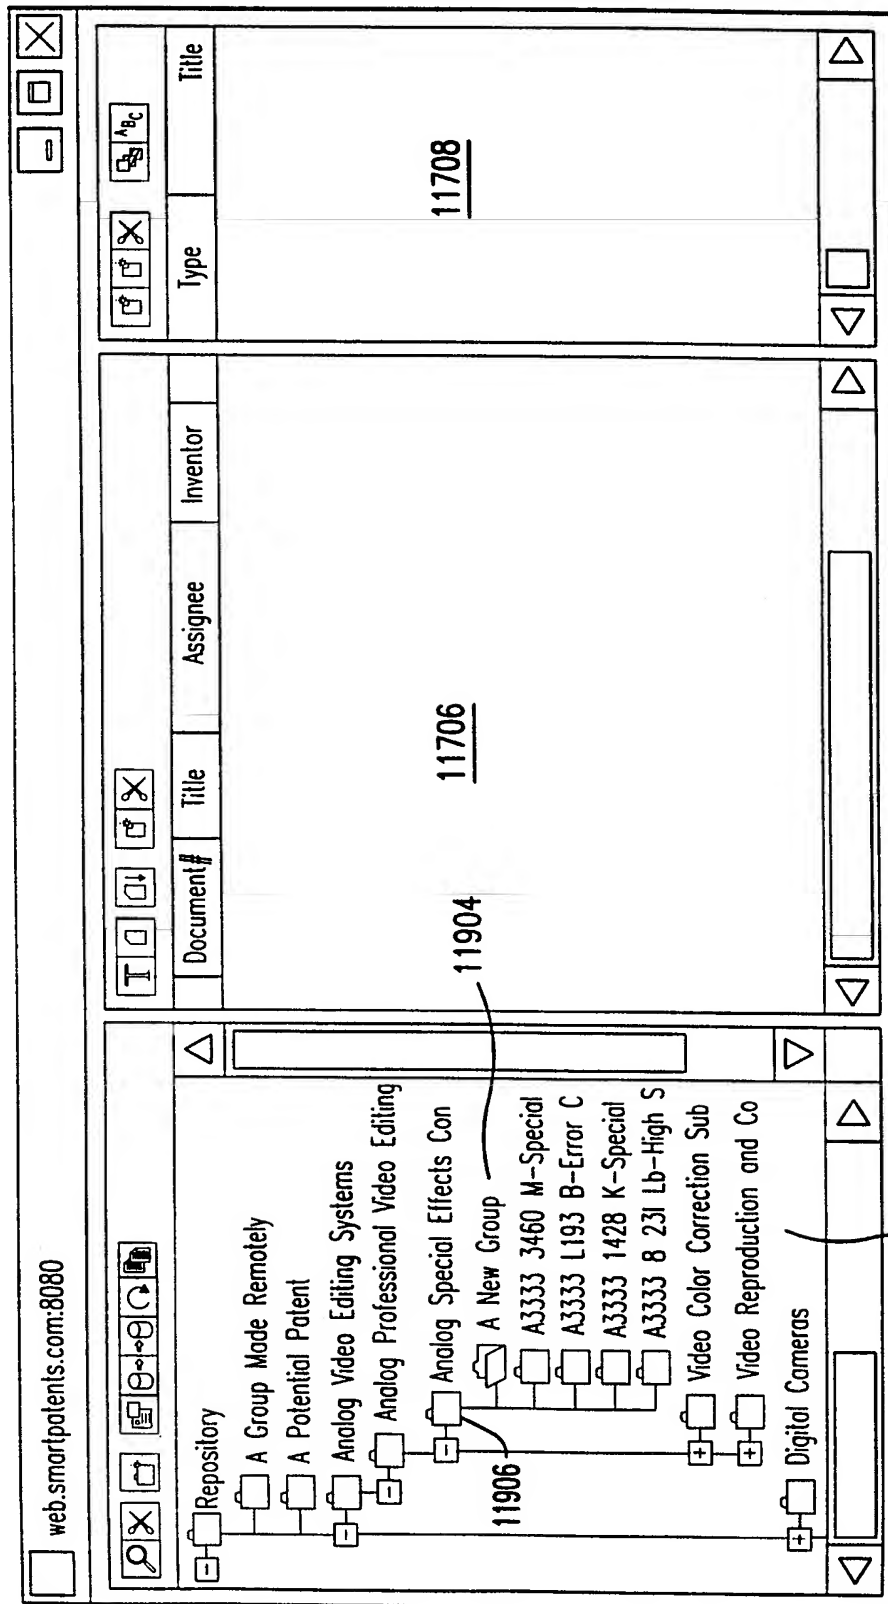 web.smartpatents.com:8080
Repository
A Group Made Remotely
A Potential Patent
Analog Video Editing Systems
Analog Professional Video Editing
Analog Special Effects Con
A New Group
A3333 3460 M-Special
A3333 L193 B-Error C
A3333 1428 K-Special
A3333 8 23I Lb-High S
Video Color Correction Sub
Video Reproduction and Co
Digital Cameras
11906
11904
T
Document# Title Assignee Inventor
11706
ABC
Type Title
11708